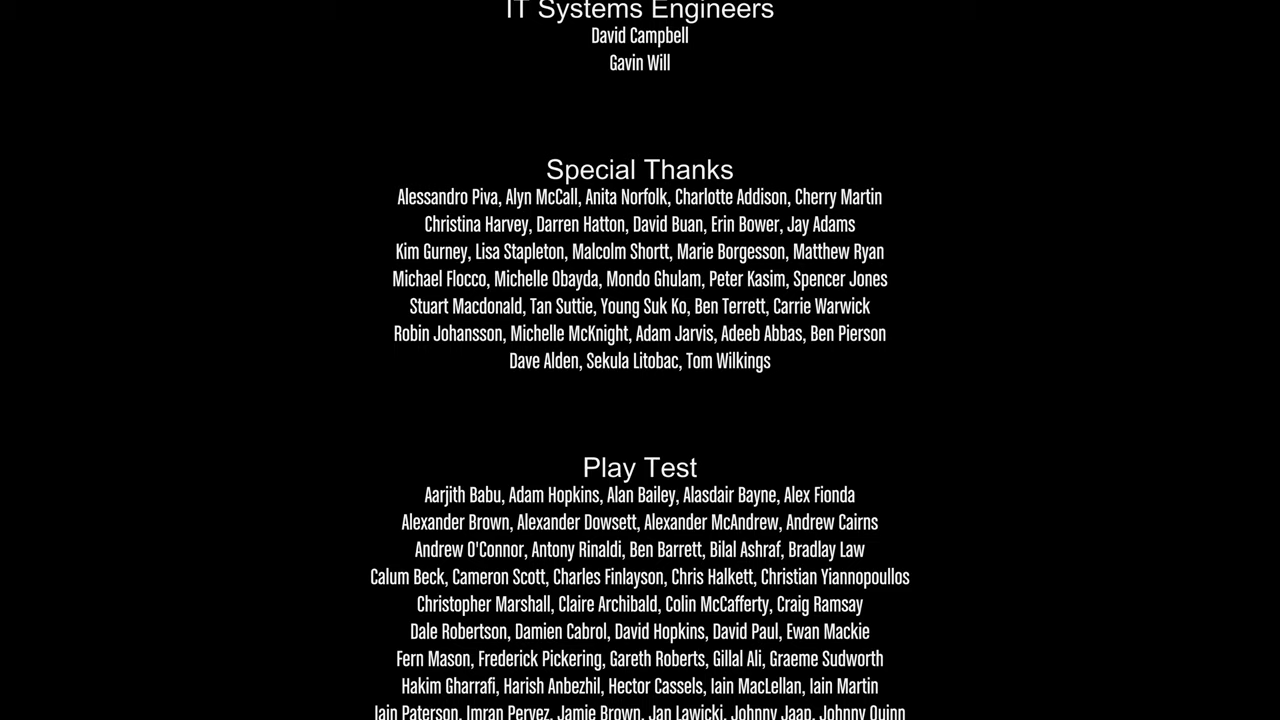 IT Systems Engineers
David Campbell
Gavin Will
Special Thanks
Alessandro Piva, Alyn McCall, Anita Norfolk, Charlotte Addison, Cherry Martin
Christina Harvey, Darren Hatton, David Buan, Erin Bower, Jay Adams
Kim Gurney, Lisa Stapleton, Malcolm Shortt, Marie Borgesson, Matthew Ryan
Michael Flocco, Michelle Obayda, Mondo Ghulam, Peter Kasim, Spencer Jones
Stuart Macdonald, Tan Suttie, Young Suk Ko, Ben Terrett, Carrie Warwick
Robin Johansson, Michelle McKnight, Adam Jarvis, Adeeb Abbas, Ben Pierson
Dave Alden, Sekula Litobac, Tom Wilkings
Play Test
Aarjith Babu, Adam Hopkins, Alan Bailey, Alasdair Bayne, Alex Fionda
Alexander Brown, Alexander Dowsett, Alexander McAndrew, Andrew Cairns
Andrew O'Connor, Antony Rinaldi, Ben Barrett, Bilal Ashraf, Bradlay Law
Calum Beck, Cameron Scott, Charles Finlayson, Chris Halkett, Christian Yiannopoullos
Christopher Marshall, Claire Archibald, Colin McCafferty, Craig Ramsay
Dale Robertson, Damien Cabrol, David Hopkins, David Paul, Ewan Mackie
Fern Mason, Frederick Pickering, Gareth Roberts, Gillal Ali, Graeme Sudworth
Hakim Gharrafi, Harish Anbezhil, Hector Cassels, Iain MacLellan, Iain Martin
Iain Paterson, Imran Pervez, Jamie Brown, Jan Lawicki, Johnny Jaap, Johnny Quinn